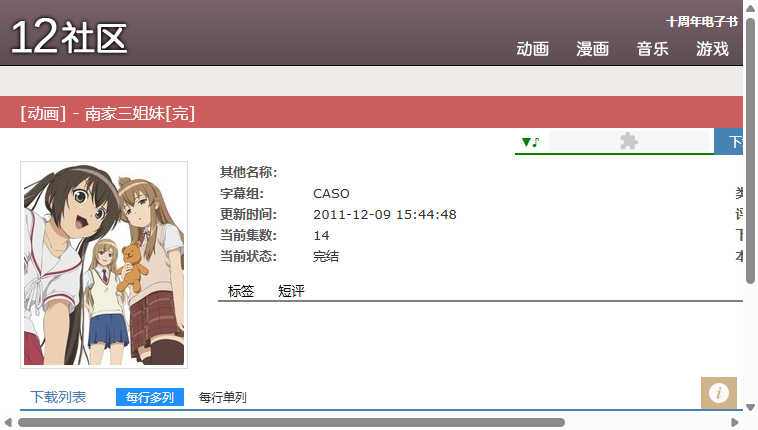 12社区
十周年电子书
动画 漫画 音乐 游戏
[动画] - 南家三姐妹[完]
▼♪
下
其他名称:
字幕组: CASO
更新时间: 2011-12-09 15:44:48
当前集数: 14
当前状态: 完结
标签 短评
下载列表 每行多列 每行单列